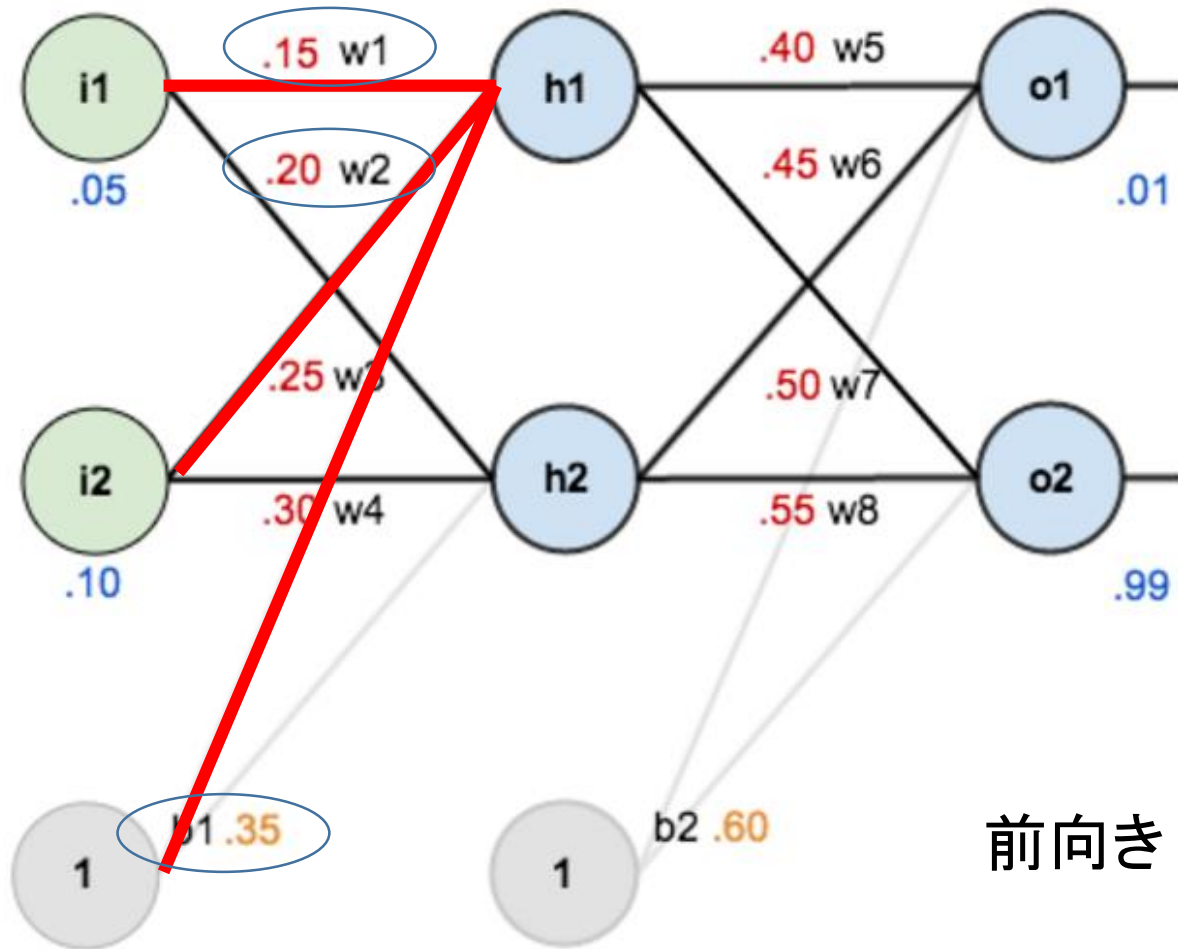 .15 w1
.40 w5
i1
h1
o1
.20 w2
.45 w6
.05
.01
.25 w3
.50 w7
i2
h2
o2
.30 w4
.55 w8
.10
.99
b1 .35
b2 .60
1
1
前向き